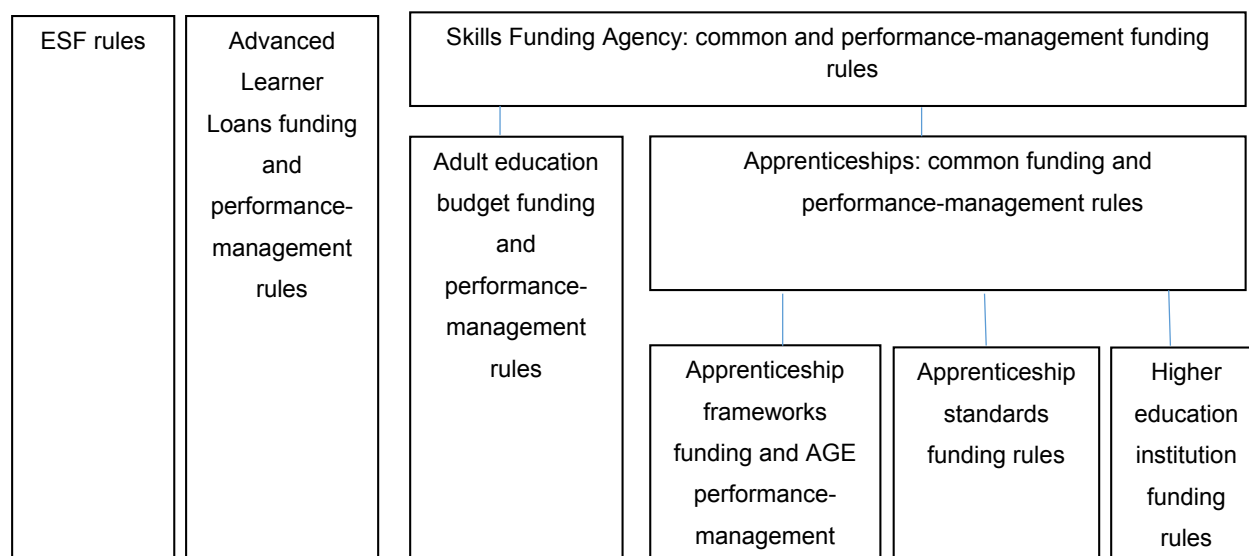 ESF rules
Advanced
Learner
Loans funding
and
performance-
management
rules
Skills Funding Agency: common and performance-management funding
rules
Adult education
budget funding
and
performance-
management
rules
Apprenticeships: common funding and
performance-management rules
Apprenticeship
frameworks
funding and AGE
performance-
management
Apprenticeship
standards
funding rules
Higher
education
institution
funding
rules